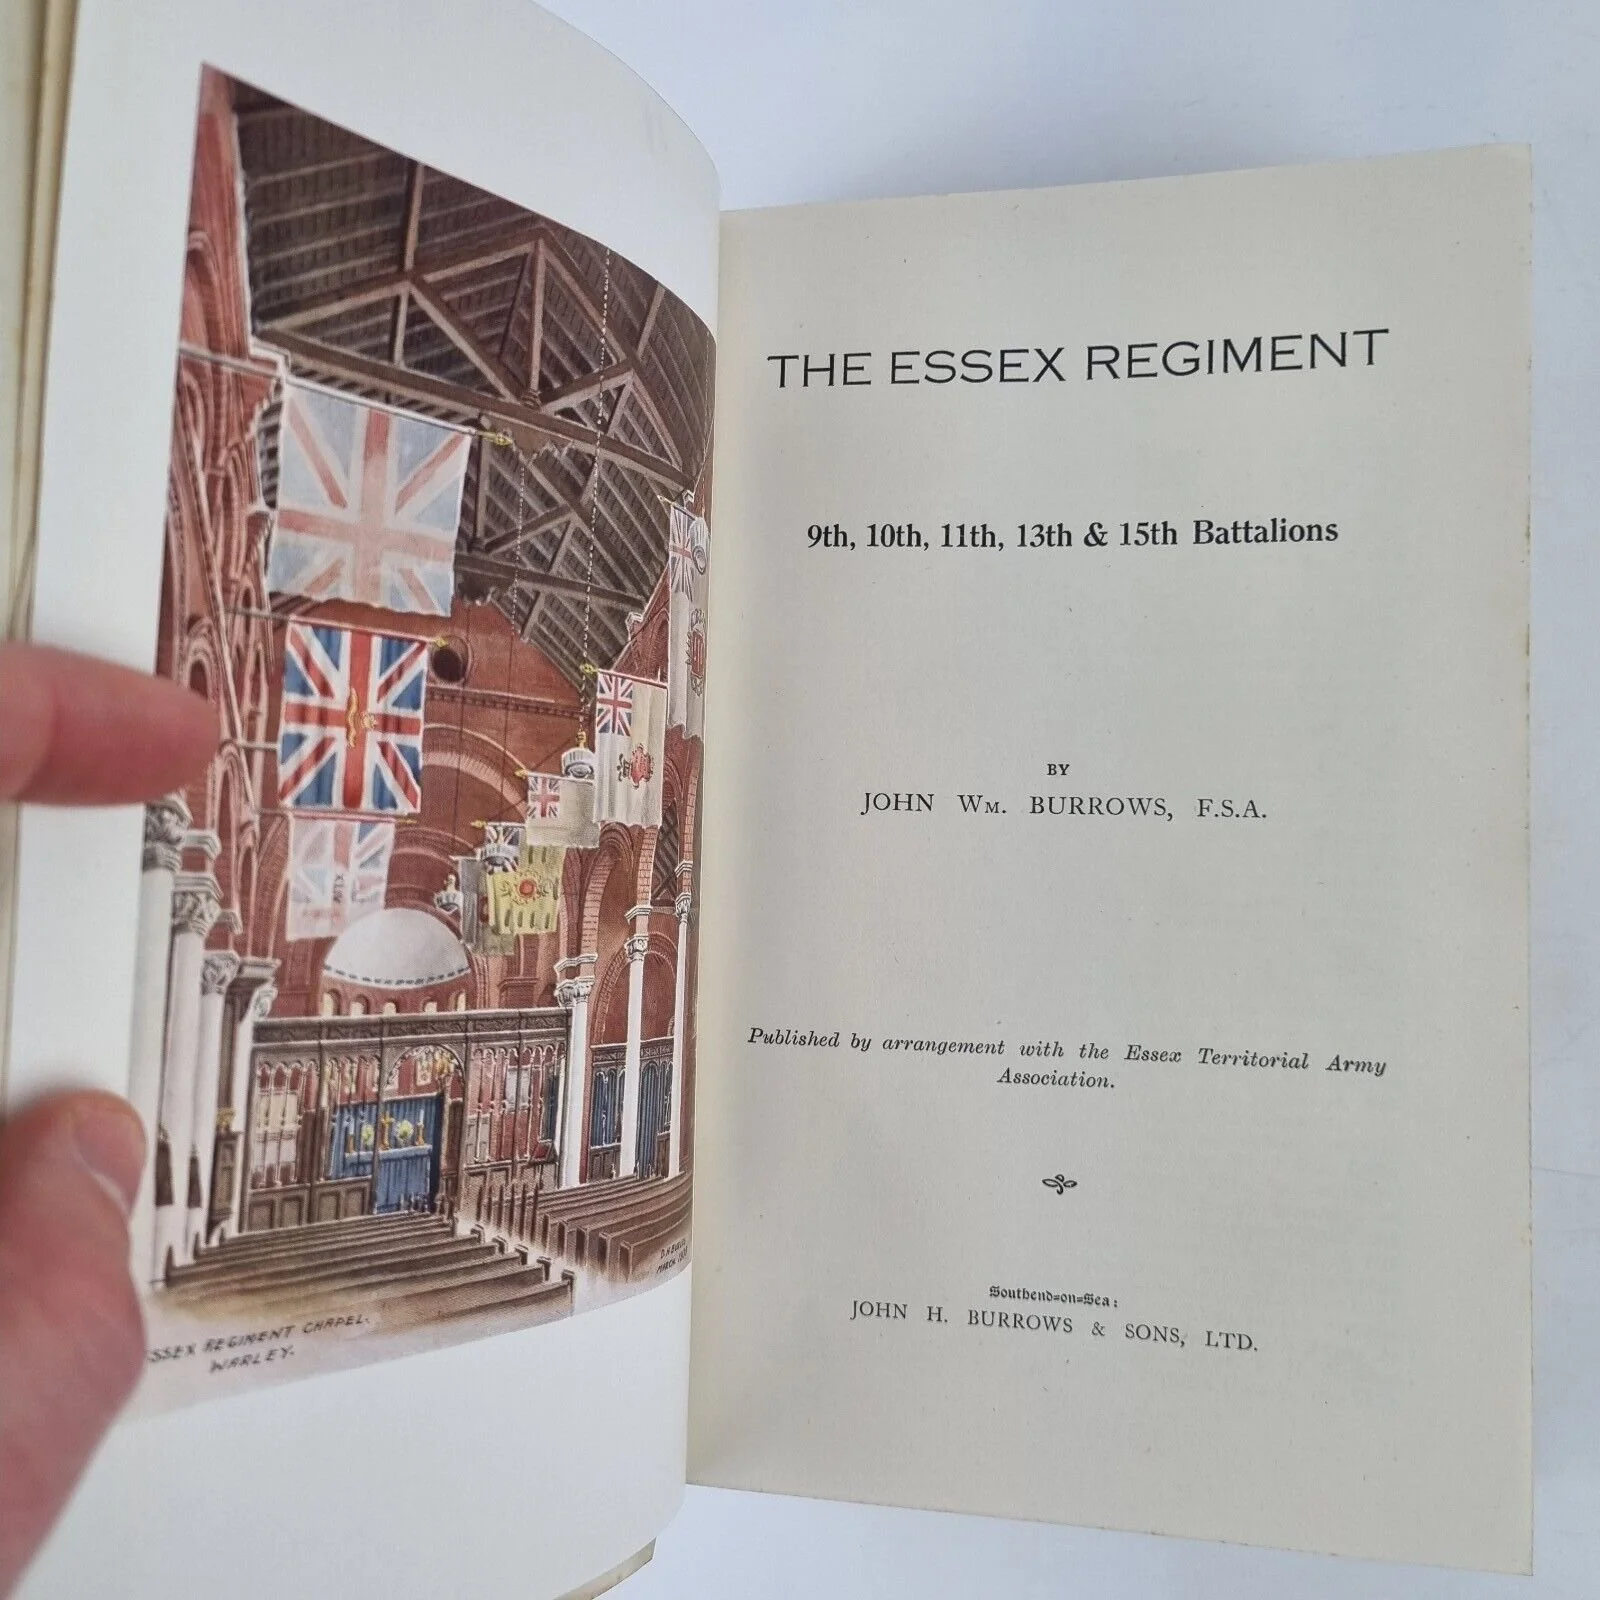 ESSEX REGIMENT CHAPEL.
WARLEY.
MARCH
THE ESSEX REGIMENT
9th, 10th, 11th, 13th & 15th Battalions
BY
JOHN WM. BURROWS, F.S.A.
Published by arrangement with the Essex Territorial Army
Association.
Southend=on=Sea:
JOHN H. BURROWS & SONS, LTD.